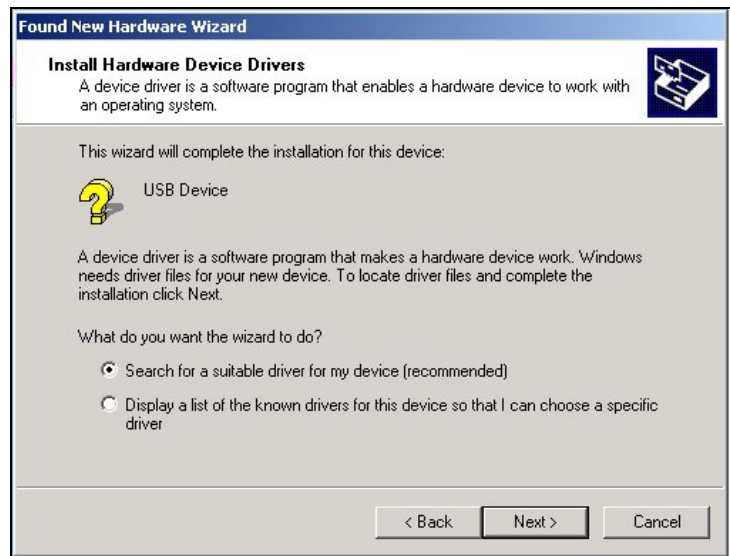 Found New Hardware Wizard
Install Hardware Device Drivers
A device driver is a software program that enables a hardware device to work with
an operating system.
This wizard will complete the installation for this device:
USB Device
A device driver is a software program that makes a hardware device work. Windows
needs driver files for your new device. To locate driver files and complete the
installation click Next.
What do you want the wizard to do?
Search for a suitable driver for my device (recommended)
Display a list of the known drivers for this device so that I can choose a specific
driver
< Back Next > Cancel